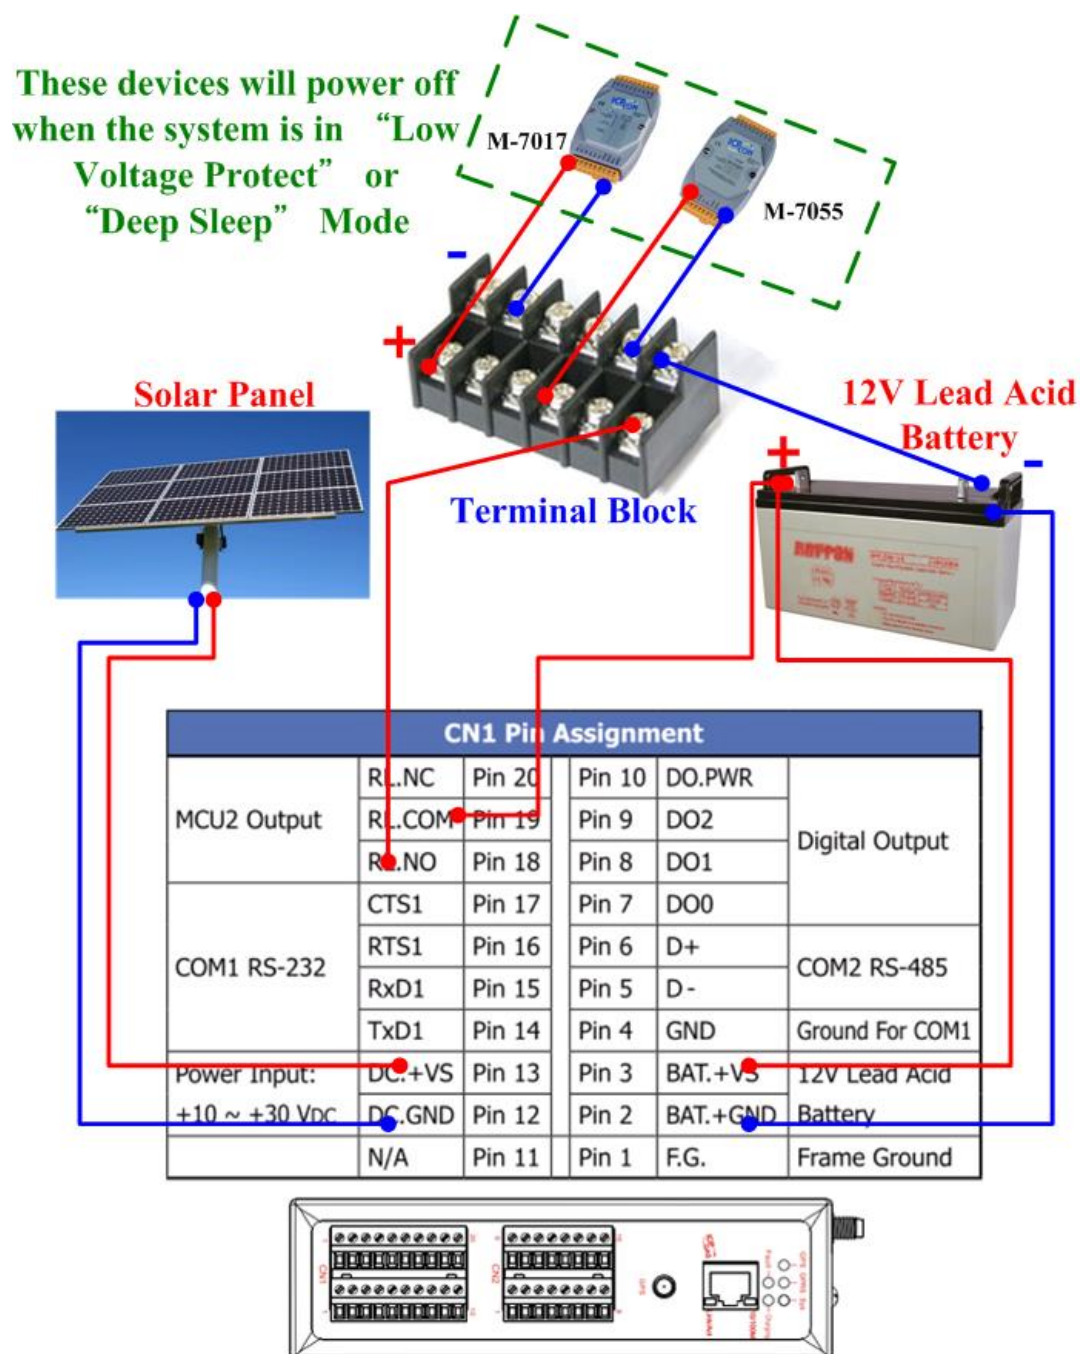 These devices will power off
when the system is in “Low
Voltage Protect” or
“Deep Sleep” Mode
M-7017
M-7055
-
+
Solar Panel
12V Lead Acid
Battery
+
-
Terminal Block
CN1 Pin Assignment
MCU2 Output
RL.NC Pin 20 Pin 10 DO.PWR
RL.COM Pin 19 Pin 9 DO2
RL.NO Pin 18 Pin 8 DO1
Digital Output
CTS1 Pin 17 Pin 7 DO0
COM1 RS-232
RTS1 Pin 16 Pin 6 D+
RxD1 Pin 15 Pin 5 D-
COM2 RS-485
TxD1 Pin 14 Pin 4 GND Ground For COM1
Power Input: DC.+VS Pin 13 Pin 3 BAT.+VS 12V Lead Acid
+10 ~ +30 VDC DC.GND Pin 12 Pin 2 BAT.+GND Battery
N/A Pin 11 Pin 1 F.G. Frame Ground
CN1
CN2
GPS